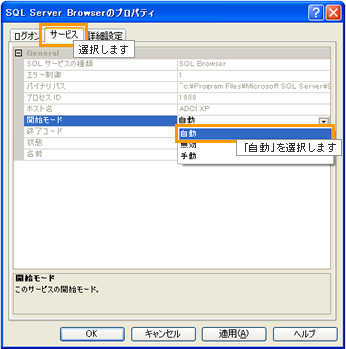 SQL Server Browserのプロパティ
ログオン サービス 詳細設定
選択します
General
SQL サービスの種類 SQL Browser
エラー制御 1
バイナリ パス "c:¥Program Files¥Microsoft SQL Server¥
プロセス ID 1988
ホスト名 ADC1XP
開始モード 自動
終了コード 自動
状態 無効
名前 手動
「自動」を選択します
開始モード
このサービスの開始モード。
OK キャンセル 適用(A) ヘルプ